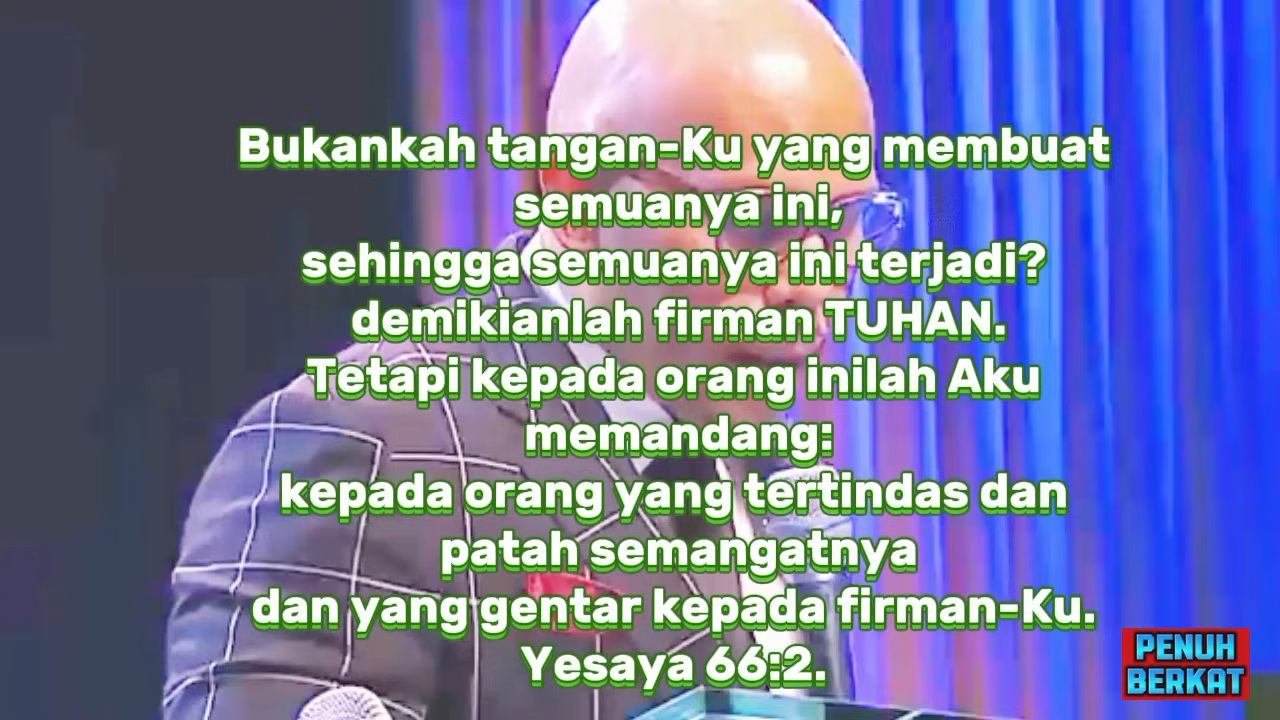 Bukankah tangan-Ku yang membuat
semuanya ini,
sehingga semuanya ini terjadi?
demikianlah firman TUHAN.
Tetapi kepada orang inilah Aku
memandang:
kepada orang yang tertindas dan
patah semangatnya
dan yang gentar kepada firman-Ku.
Yesaya 66:2.
PENUH
BERKAT